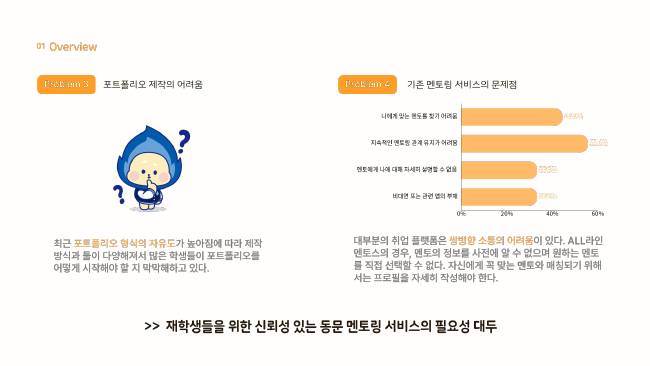 01 Overview
Problem 3 포트폴리오 제작의 어려움
최근 포트폴리오 형식의 자유도가 높아짐에 따라 제작
방식과 툴이 다양해져서 많은 학생들이 포트폴리오를
어떻게 시작해야 할 지 막막해하고 있다.
Problem 4 기존 멘토링 서비스의 문제점
나에게 맞는 멘토를 찾기 어려움
지속적인 멘토링 관계 유지가 어려움
멘토에게 나에 대해 자세히 설명할 수 없음
비대면 또는 관련 앱의 부재
0% 20% 40% 60%
대부분의 취업 플랫폼은 쌍방향 소통의 어려움이 있다. ALL라인
멘토스의 경우, 멘토의 정보를 사전에 알 수 없으며 원하는 멘토
를 직접 선택할 수 없다. 자신에게 꼭 맞는 멘토와 매칭되기 위해
서는 프로필을 자세히 작성해야 한다.
>> 재학생들을 위한 신뢰성 있는 동문 멘토링 서비스의 필요성 대두